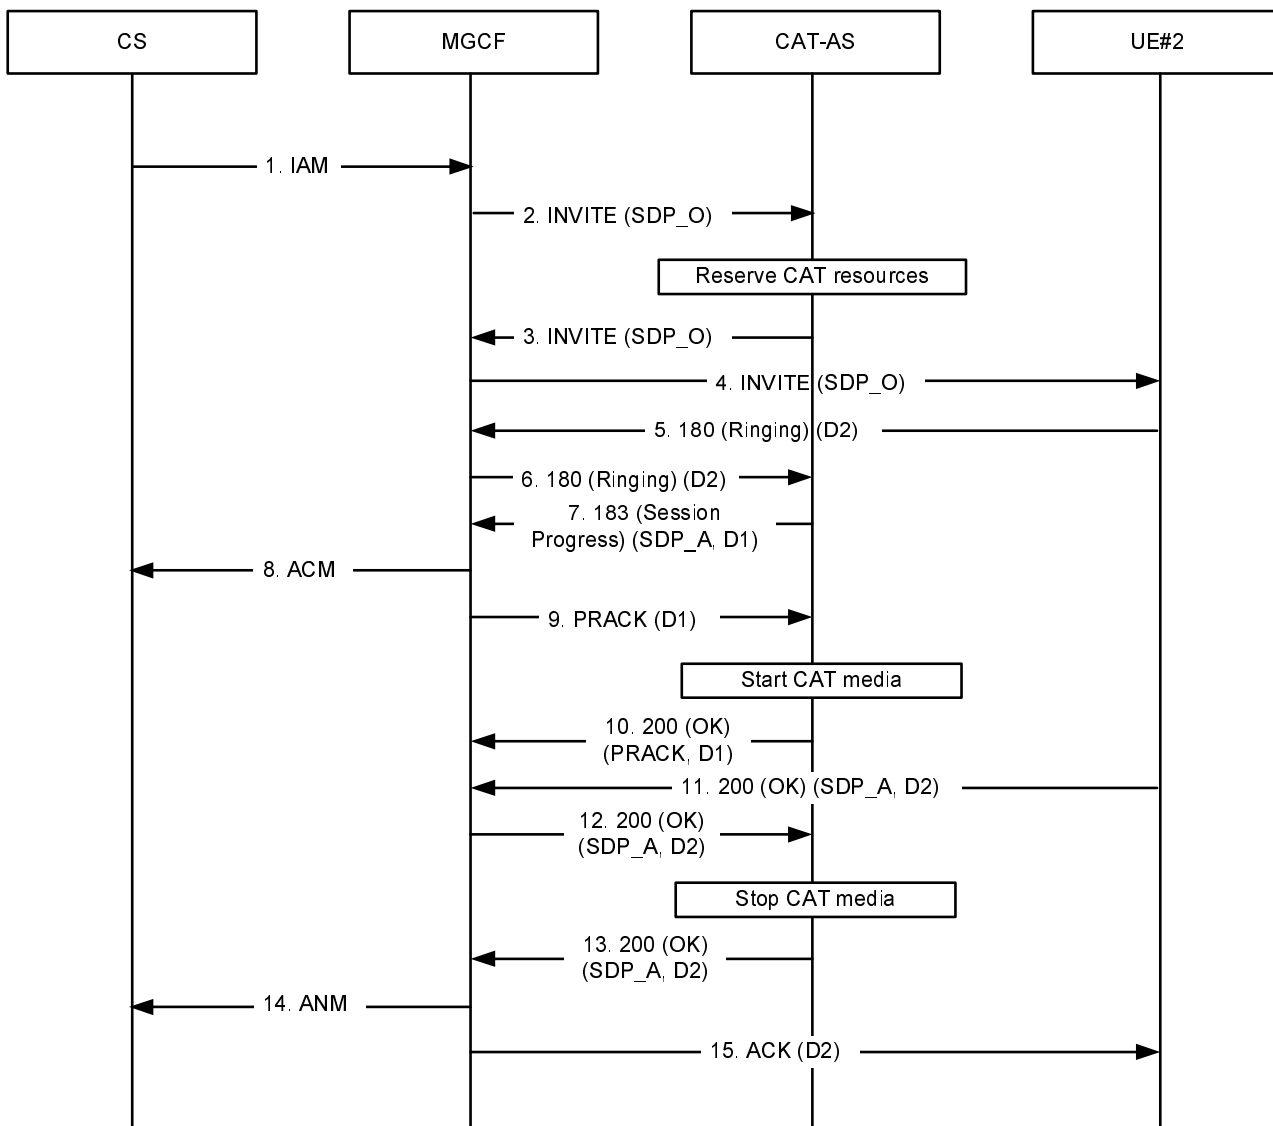 CS
MGCF
CAT-AS
UE#2
1. IAM
2. INVITE (SDP_O)
Reserve CAT resources
3. INVITE (SDP_O)
4. INVITE (SDP_O)
5. 180 (Ringing) (D2)
6. 180 (Ringing) (D2)
7. 183 (Session
Progress) (SDP_A, D1)
8. ACM
9. PRACK (D1)
Start CAT media
10. 200 (OK)
(PRACK, D1)
11. 200 (OK) (SDP_A, D2)
12. 200 (OK)
(SDP_A, D2)
Stop CAT media
13. 200 (OK)
(SDP_A, D2)
14. ANM
15. ACK (D2)